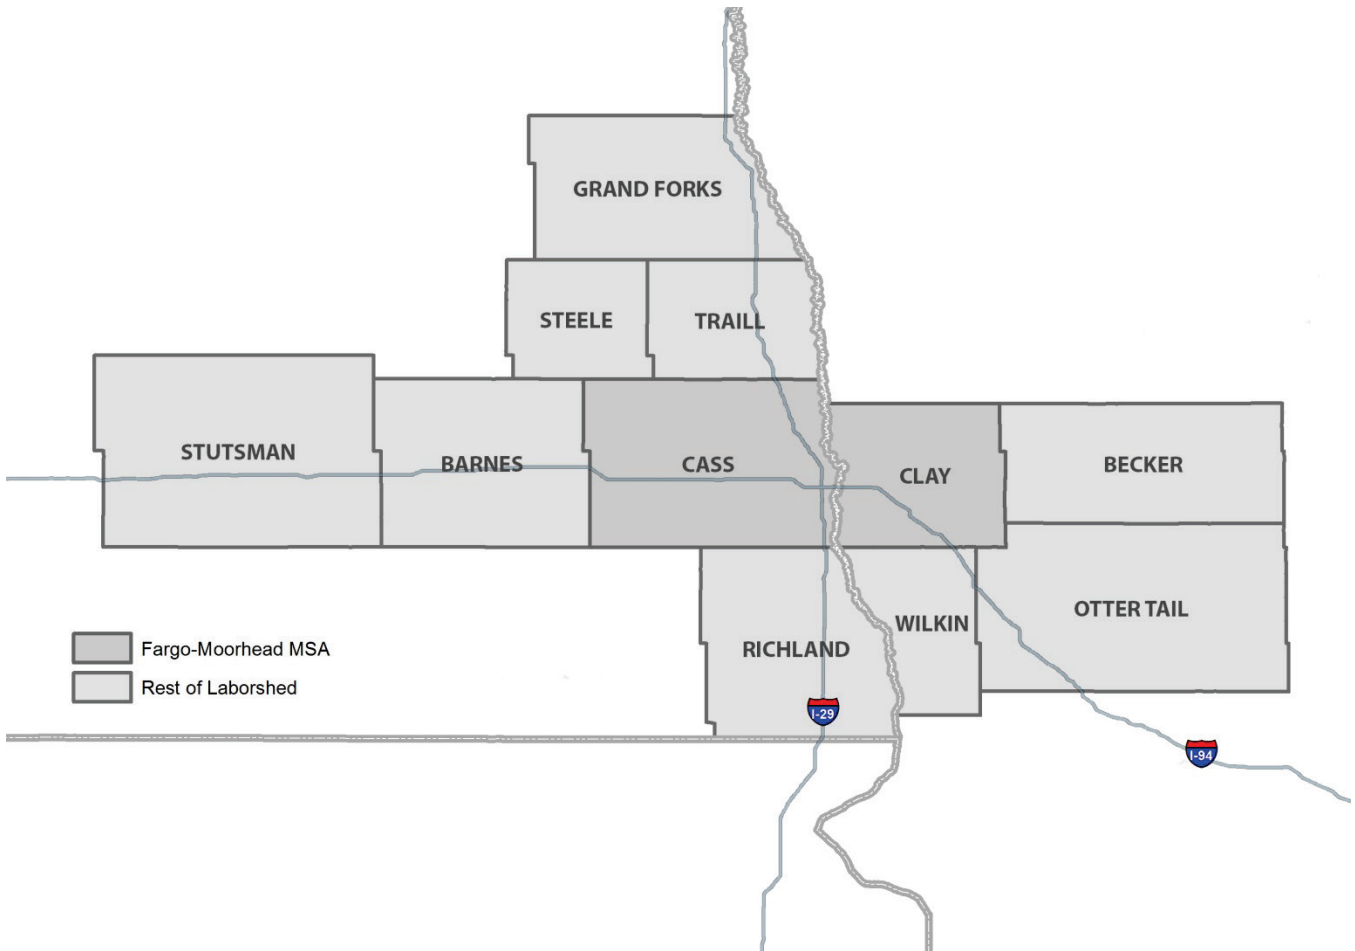 GRAND FORKS
STEELE
TRAILL
STUTSMAN
BARNES
CASS
CLAY
BECKER
OTTER TAIL
WILKIN
RICHLAND
Fargo-Moorhead MSA
Rest of Laborshed
I-29
I-94